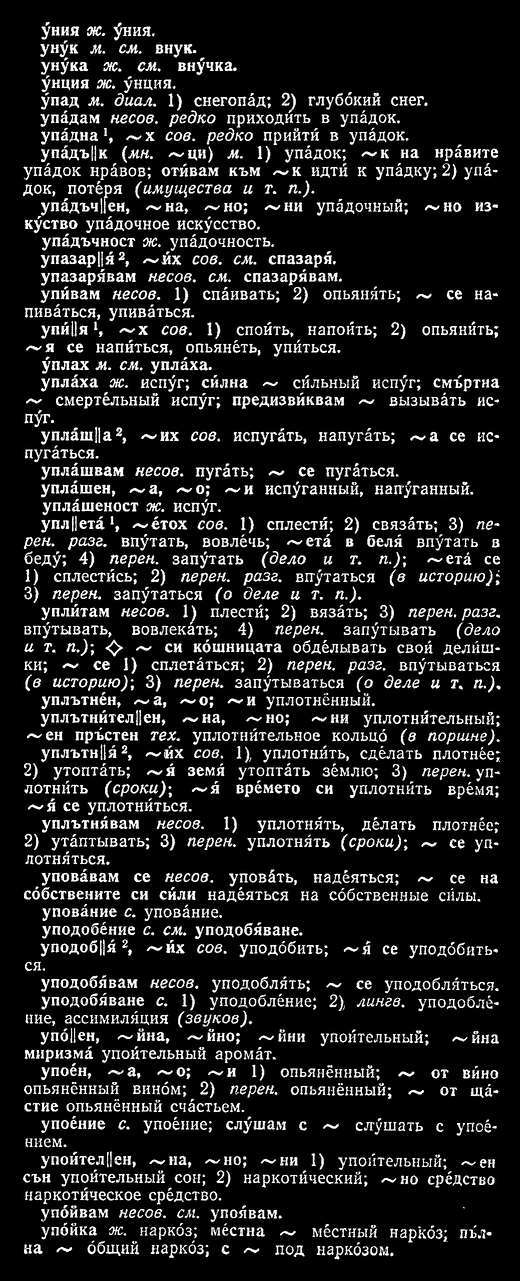 у́ния ж. у́ния.
уну́к м. см. внук.
уну́ка ж. см. вну́чка.
у́нция ж. у́нция.
у́пад м. диал. 1) снегопа́д; 2) глубо́кий снег.
упа́дам несов. редко приходи́ть в упа́док.
упа́дна¹, ~х сов. редко прийти́ в упа́док.
упа́дъ||к (мн. ~ци) м. 1) упа́док; ~к на нра́вите
упа́док нра́вов; оти́вам към ~к идти́ к упа́дку; 2) упа́-
док, поте́ря (имущества и т. п.).
упа́дъч||ен, ~на, ~но; ~ни упа́дочный; ~но из-
ку́ство упа́дочное иску́сство.
упа́дъчност ж. упа́дочность.
упазар||я́², ~и́х сов. см. спазаря́.
упазаря́вам несов. см. спазаря́вам.
упи́вам несов. 1) спа́ивать; 2) опьяня́ть; ~ се на-
пива́ться, упива́ться.
упи́||я¹, ~х сов. 1) спои́ть, напои́ть; 2) опьяни́ть;
~я се напи́ться, опьяне́ть, упи́ться.
у́плах м. см. упла́ха.
упла́ха ж. испу́г; си́лна ~ си́льный испу́г; смъ́ртна
~ смерте́льный испу́г; предизви́квам ~ вызыва́ть ис-
пу́г.
упла́ш||а², ~их сов. испуга́ть, напуга́ть; ~а се ис-
пуга́ться.
упла́швам несов. пуга́ть; ~ се пуга́ться.
упла́шен, ~а, ~о; ~и испу́ганный, напу́ганный.
упла́шеност ж. испу́г.
упл||ета́¹, ~е́тох сов. 1) сплести́; 2) связа́ть; 3) пе-
рен. разг. впу́тать, вовле́чь; ~ета́ в беля́ впу́тать в
беду́; 4) перен. запу́тать (дело и т. п.); ~ета́ се
1) сплести́сь; 2) перен. разг. впу́таться (в историю);
3) перен. запу́таться (о деле и т. п.).
упли́там несов. 1) плести́; 2) вяза́ть; 3) перен. разг.
впу́тывать, вовлека́ть; 4) перен. запу́тывать (дело
и т. п.); ◇ ~ си ко́шницата обде́лывать свои́ дели́ш-
ки; ~ се 1) сплета́ться; 2) перен. разг. впу́тываться
(в историю); 3) перен. запу́тываться (о деле и т. п.).
уплътне́н, ~а, ~о; ~и уплотнённый.
уплътни́тел||ен, ~на, ~но; ~ни уплотни́тельный;
~ен пръ́стен тех. уплотни́тельное кольцо́ (в поршне).
уплътн||я́², ~и́х сов. 1) уплотни́ть, сде́лать плотне́е;
2) утопта́ть; ~я́ земя́ утопта́ть зе́млю; 3) перен. уп-
лотни́ть (сроки); ~я́ вре́мето си уплотни́ть вре́мя;
~я́ се уплотни́ться.
уплътня́вам несов. 1) уплотня́ть, де́лать плотне́е;
2) ута́птывать; 3) перен. уплотня́ть (сроки); ~ се уп-
лотня́ться.
упова́вам се несов. упова́ть, наде́яться; ~ се на
со́бствените си си́ли наде́яться на со́бственные си́лы.
упова́ние с. упова́ние.
уподобе́ние с. см. уподобя́ване.
уподоб||я́², ~и́х сов. уподо́бить; ~я́ се уподо́бить-
ся.
уподобя́вам несов. уподобля́ть; ~ се уподобля́ться.
уподобя́ване с. 1) уподобле́ние; 2) лингв. уподобле́-
ние, ассимиля́ция (звуков).
упо́||ен, ~йна, ~йно; ~йни упои́тельный; ~йна
миризма́ упои́тельный арома́т.
упое́н, ~а, ~о; ~и 1) опьянённый; ~ от ви́но
опьянённый вино́м; 2) перен. опьянённый; ~ от ща́-
стие опьянённый сча́стьем.
упое́ние с. упое́ние; слу́шам с ~ слу́шать с упое́-
нием.
упои́тел||ен, ~на, ~но; ~ни 1) упои́тельный; ~ен
сън упои́тельный сон; 2) наркоти́ческий; ~но сре́дство
наркоти́ческое сре́дство.
упо́йвам несов. см. упоя́вам.
упо́йка ж. нарко́з; ме́стна ~ ме́стный нарко́з; пъ́л-
на ~ о́бщий нарко́з; с ~ под нарко́зом.